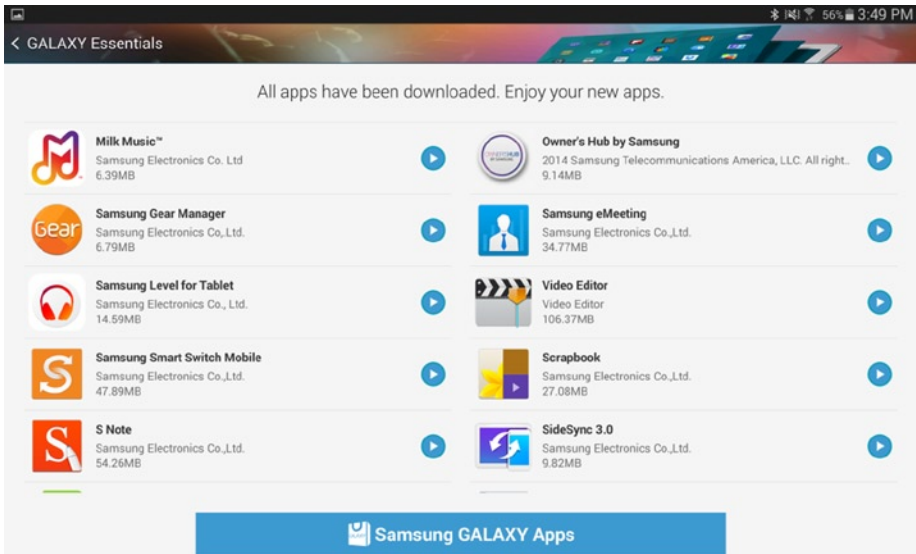 56% 3:49 PM
< GALAXY Essentials
All apps have been downloaded. Enjoy your new apps.
Milk Music™
Samsung Electronics Co. Ltd
6.39MB
Owner's Hub by Samsung
2014 Samsung Telecommunications America, LLC. All right..
9.14MB
Gear
Samsung Gear Manager
Samsung Electronics Co,.Ltd.
6.79MB
Samsung eMeeting
Samsung Electronics Co.,Ltd.
34.77MB
Samsung Level for Tablet
Samsung Electronics Co., Ltd.
14.59MB
Video Editor
Video Editor
106.37MB
S
Samsung Smart Switch Mobile
Samsung Electronics Co.,Ltd.
47.89MB
Scrapbook
Samsung Electronics Co.,Ltd.
27.08MB
S
S Note
Samsung Electronics Co.,Ltd.
54.26MB
SideSync 3.0
Samsung Electronics Co.,Ltd.
9.82MB
Samsung GALAXY Apps